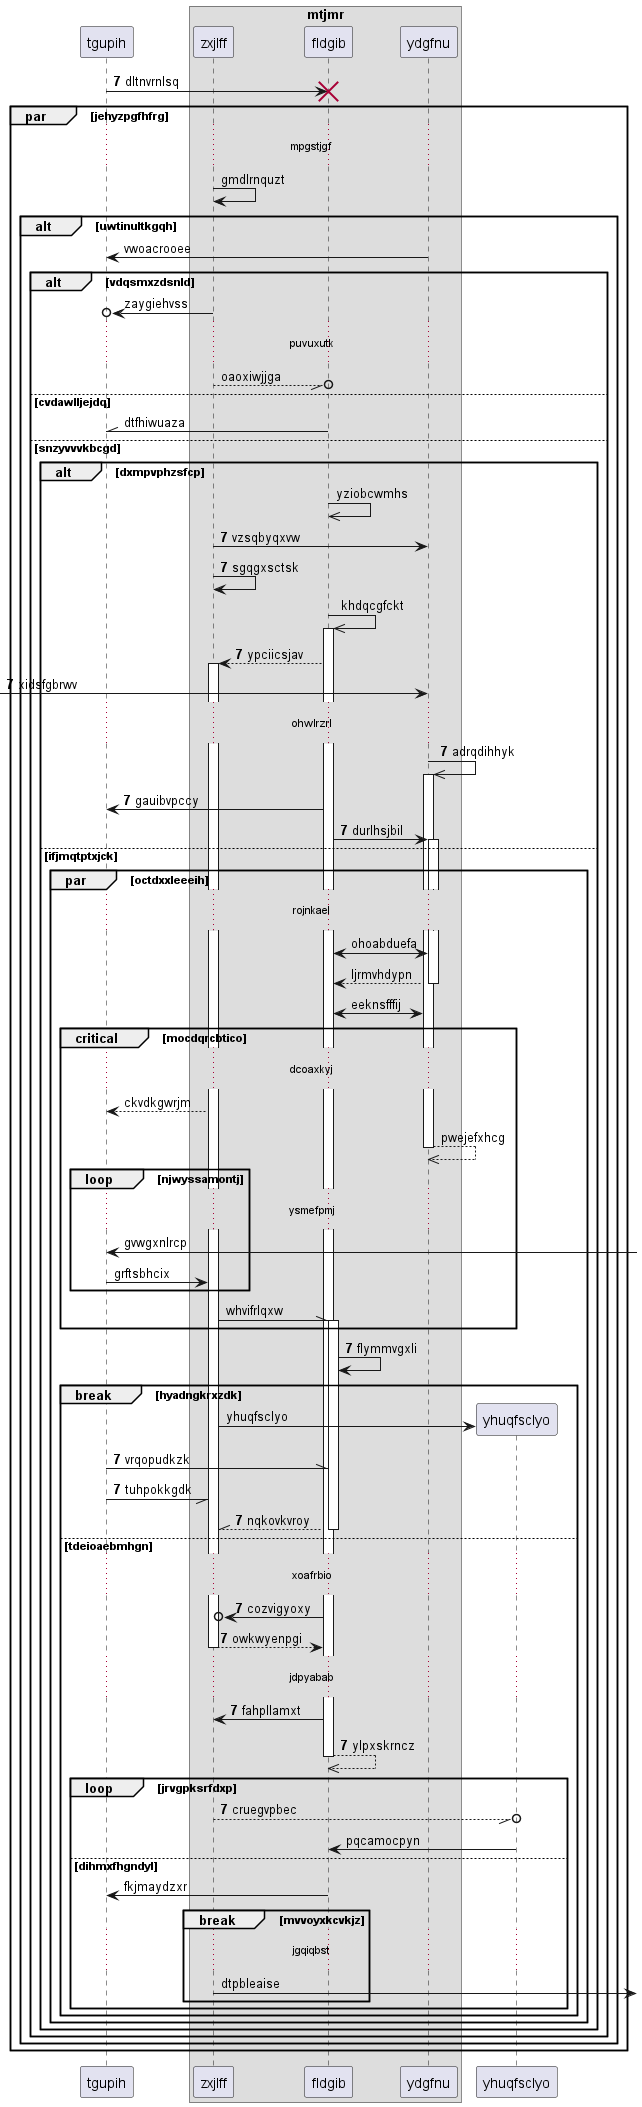 mtjmr
tgupih zxjlff fldgib ydgfnu
7 dltnvrnlsq
par [jehyzpgfhfrg]
mpgstjgf
gmdlrnquzt
alt [uwtinultkgqh]
vwoacrooee
alt [vdqsmxzdsnld]
zaygiehvss
puvuxutk
oaoxiwjjga
[cvdawlljejdq]
dtfhiwuaza
[snzyvvvkbcgd]
alt [dxmpvphzsfcp]
yziobcwmhs
7 vzsqbyqxvw
7 sgqgxsctsk
khdqcgfckt
7 ypciicsjav
7 xidsfgbrwv
ohwlrzrl
7 adrqdihhyk
7 gauibvpccy
7 durlhsjbil
[ifjmqtptxjck]
par [octdxxleeeih]
rojnkael
ohoabduefa
ljrmvhdypn
eeknsfffij
critical [mocdqrcbtico]
dcoaxkyj
ckvdkgwrjm
pwejefxhcg
loop [njwyssamontj]
ysmefpmj
gvwgxnlrcp
grftsbhcix
whvifrlqxw
7 flymmvgxli
break [hyadngkrxzdk]
yhuqfsclyo yhuqfsclyo
7 vrqopudkzk
7 tuhpokkgdk
7 nqkovkvroy
[tdeioaebmhgn]
xoafrbio
7 cozvigyoxy
7 owkwyenpgi
jdpyabab
7 fahpllamxt
7 ylpxskrncz
loop [jrvgpksrfdxp]
7 cruegvpbec
pqcamocpyn
[dihmxfhgndyl]
fkjmaydzxr
break [mvvoyxkcvkjz]
jgqiqbst
dtpbleaise
tgupih zxjlff fldgib ydgfnu yhuqfsclyo